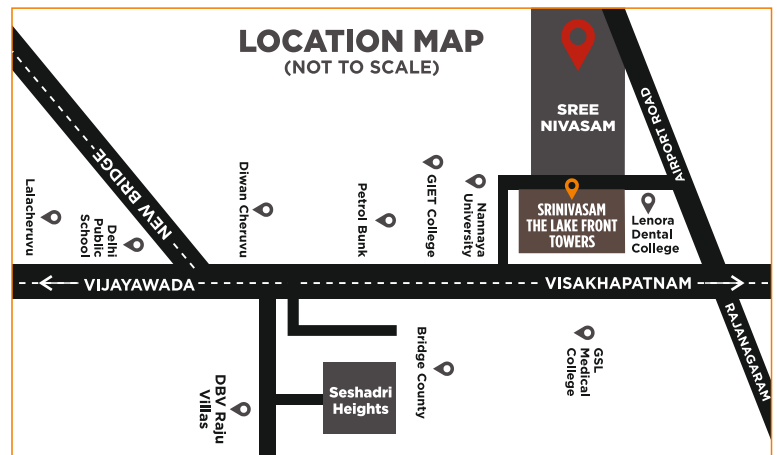 LOCATION MAP
(NOT TO SCALE)
SREE
NIVASAM
AIRPORT ROAD
NEW BRIDGE
Lalacheruvu
Delhi
Public
School
Diwan Cheruvu
Petrol Bunk
GIET College
Nannaya
University
SRINIVASAM
THE LAKE FRONT
TOWERS
Lenora
Dental
College
VIJAYAWADA
VISAKHAPATNAM
RAJANAGARAM
DBV Raju
Villas
Seshadri
Heights
Bridge County
GSL
Medical
College